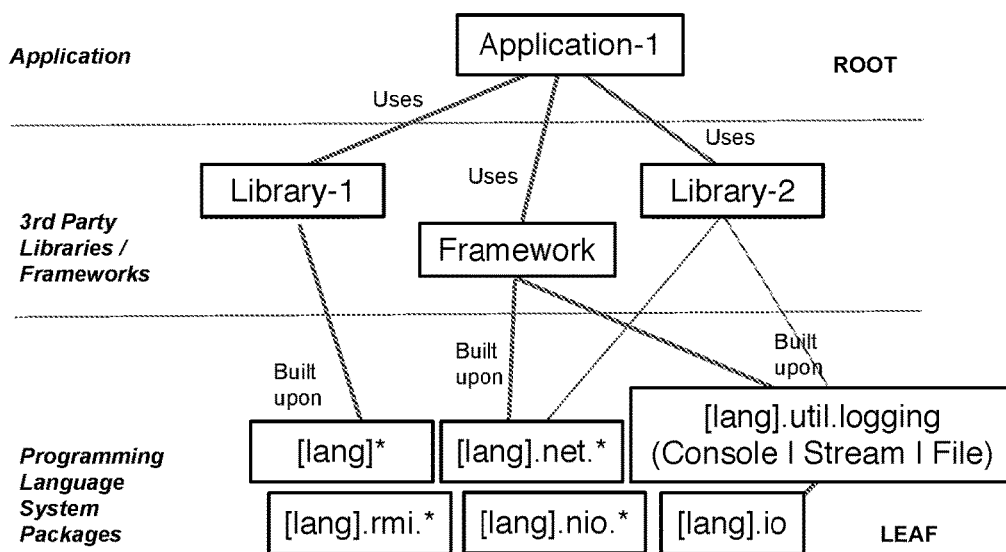 Application
Application-1
ROOT
Uses
Uses
Uses
Library-1
Library-2
3rd Party
Libraries /
Frameworks
Framework
Built
upon
Built
upon
Built
upon
Programming
Language
System
Packages
[lang]*
[lang].net.*
[lang].util.logging
(Console | Stream | File)
[lang].rmi.*
[lang].nio.*
[lang].io
LEAF